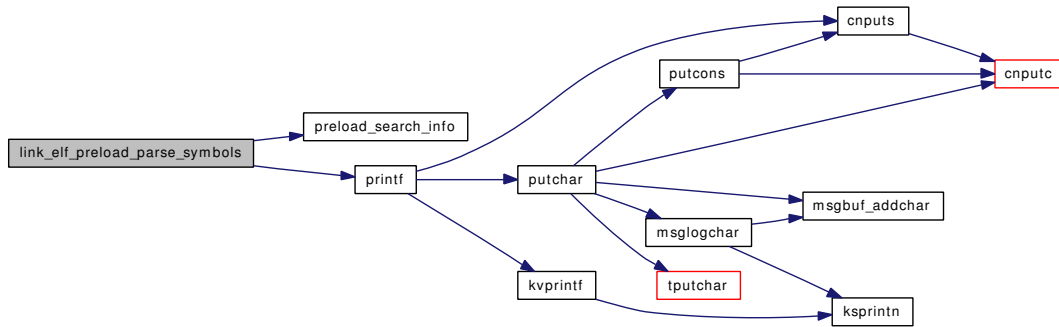 cnputs
putcons
cnputc
preload_search_info
link_elf_preload_parse_symbols
printf
putchar
msgbuf_addchar
msglogchar
kvprintf
tputchar
ksprintn